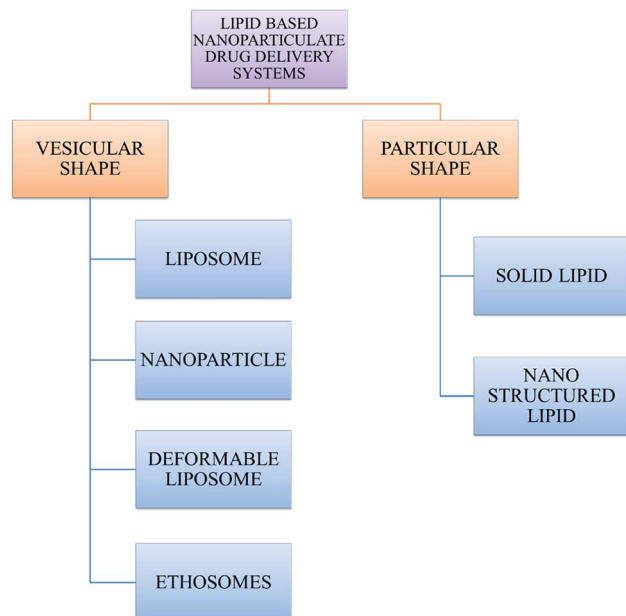 LIPID BASED
NANOPARTICULATE
DRUG DELIVERY
SYSTEMS
VESICULAR
SHAPE
PARTICULAR
SHAPE
LIPOSOME
NANOPARTICLE
DEFORMABLE
LIPOSOME
ETHOSOMES
SOLID LIPID
NANO
STRUCTURED
LIPID